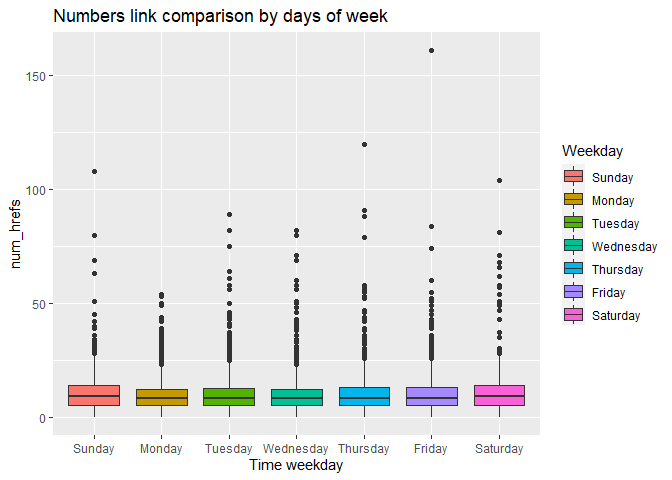 Numbers link comparison by days of week
num_hrefs
150
100
50
0
Sunday Monday Tuesday Wednesday Thursday Friday Saturday
Time weekday
Weekday
Sunday
Monday
Tuesday
Wednesday
Thursday
Friday
Saturday